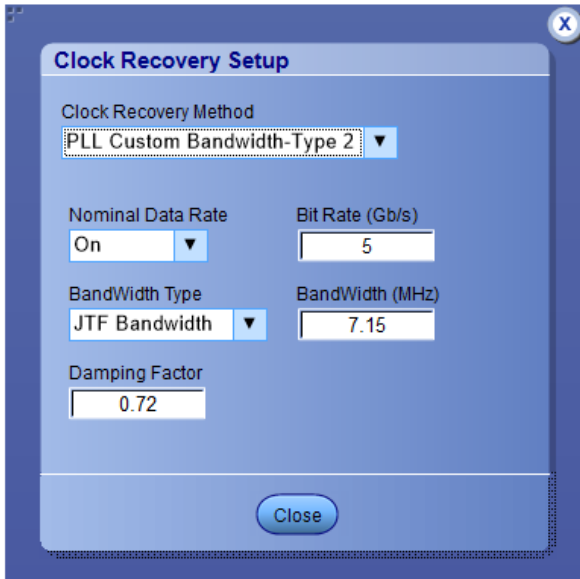 X
Clock Recovery Setup
Clock Recovery Method
PLL Custom Bandwidth-Type 2
Nominal Data Rate
Bit Rate (Gb/s)
On
5
BandWidth Type
BandWidth (MHz)
JTF Bandwidth
7.15
Damping Factor
0.72
Close